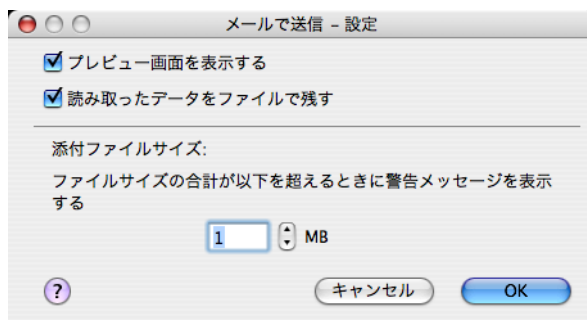 メールで送信 – 設定
プレビュー画面を表示する
読み取ったデータをファイルで残す
添付ファイルサイズ:
ファイルサイズの合計が以下を超えるときに警告メッセージを表示
する
1 MB
? キャンセル OK